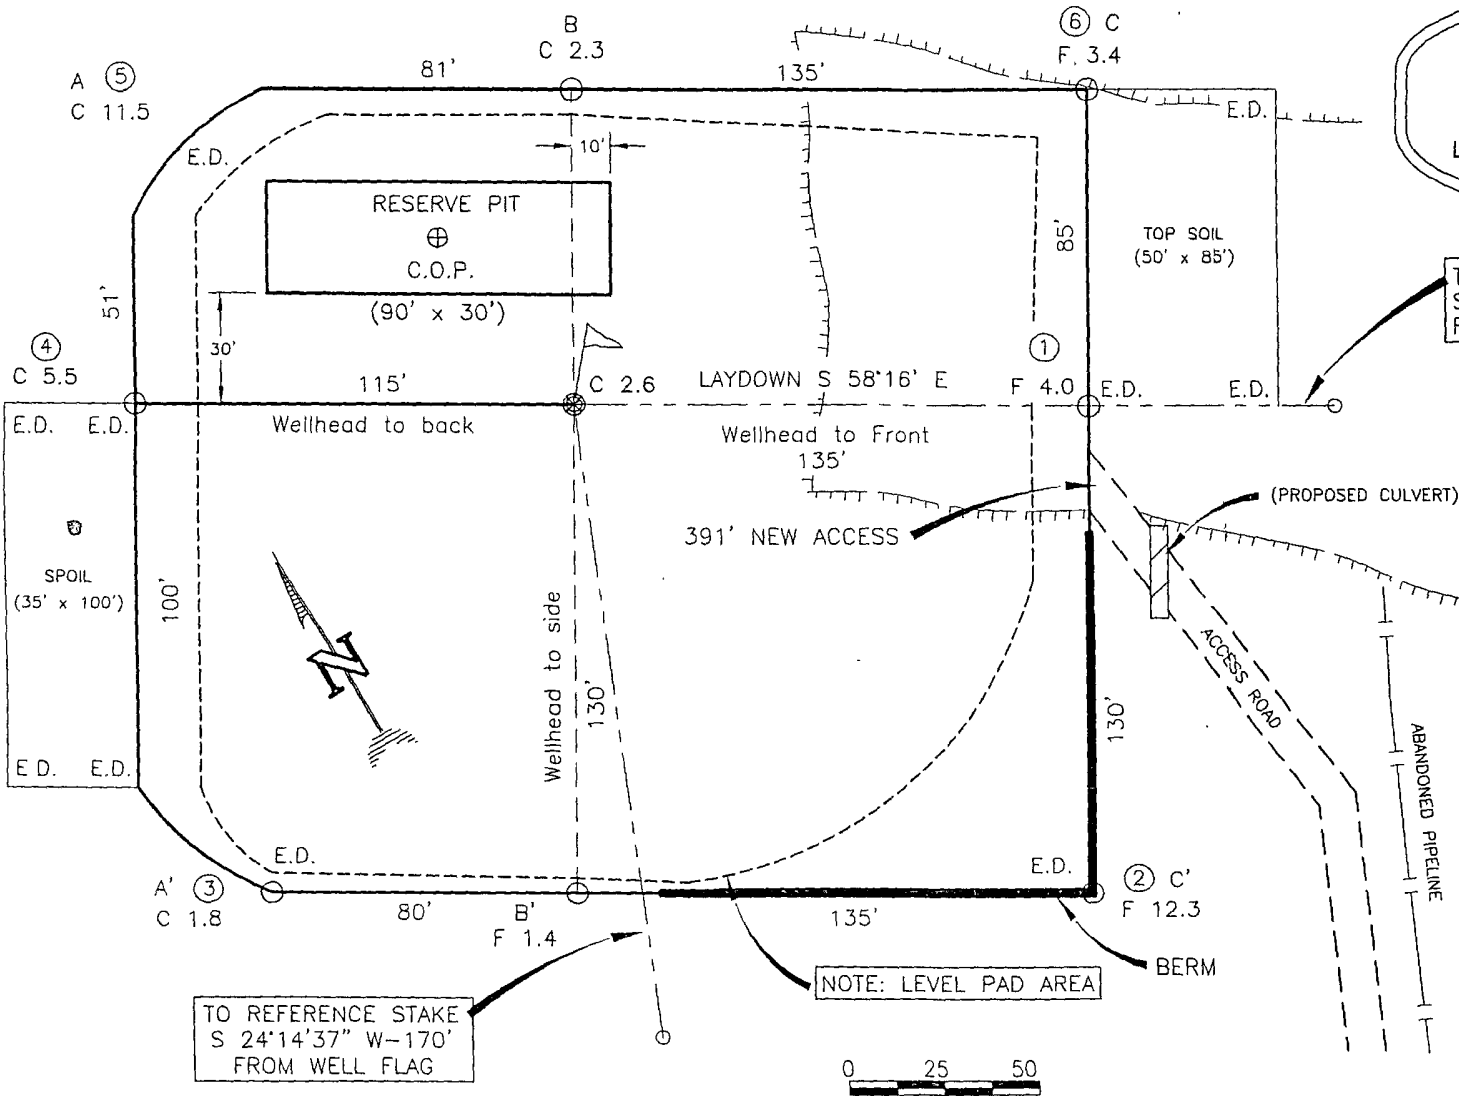 B
C 2.3
⑥ C
F. 3.4
A ⑤
C 11.5
81'
135'
E.D.
E.D.
10'
RESERVE PIT
C.O.P.
(90' x 30')
85'
TOP SOIL
(50' x 85')
L
T
S
F
51'
30'
④
C 5.5
①
115'
C 2.6
LAYDOWN S 58°16' E
F 4.0
E.D.
E.D.
E.D.
E.D.
Wellhead to back
Wellhead to Front
135'
(PROPOSED CULVERT)
391' NEW ACCESS
SPOIL
(35' x 100')
100'
N
Wellhead to side
130'
ACCESS ROAD
130'
ABANDONED PIPELINE
E D.
E.D.
E.D.
E.D.
A' ③
C 1.8
80'
B'
F 1.4
135'
② C'
F 12.3
BERM
NOTE: LEVEL PAD AREA
TO REFERENCE STAKE
S 24°14'37" W-170'
FROM WELL FLAG
0 25 50